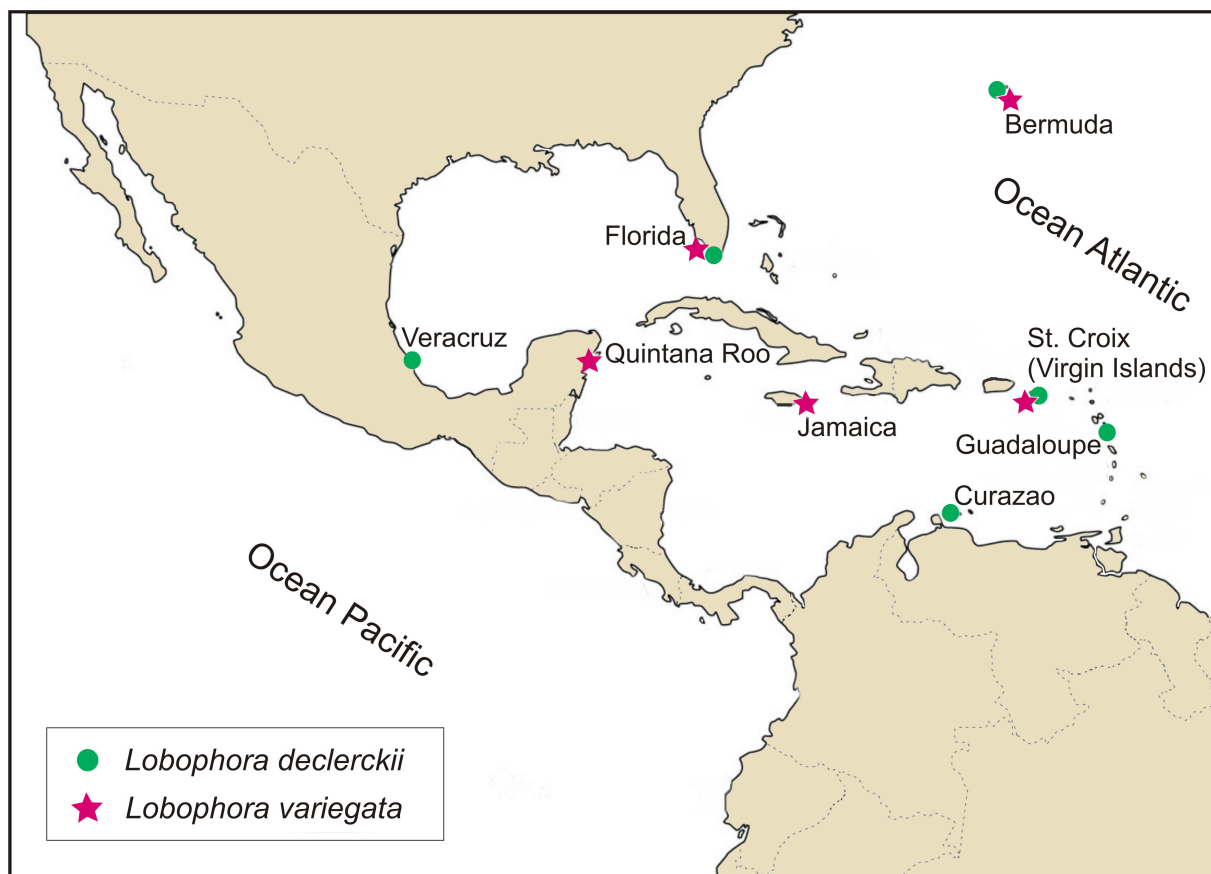 Bermuda
Ocean Atlantic
Florida
Veracruz
Quintana Roo
St. Croix
(Virgin Islands)
Jamaica
Guadaloupe
Curazao
Ocean Pacific
Lobophora declerckii
Lobophora variegata